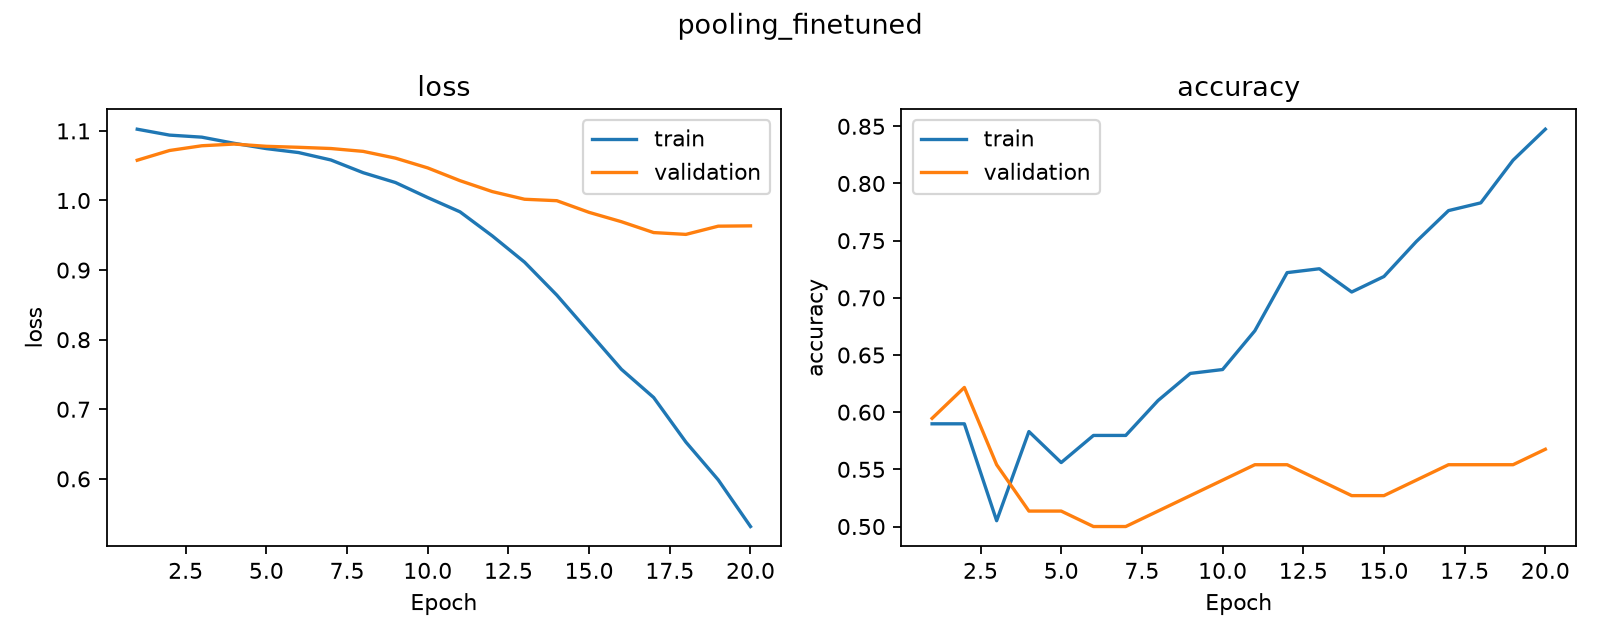 pooling_finetuned
loss
1.1
1.0
0.9
0.8
0.7
0.6
loss
train
validation
2.5 5.0 7.5 10.0 12.5 15.0 17.5 20.0
Epoch
accuracy
0.85
0.80
0.75
0.70
0.65
0.60
0.55
0.50
accuracy
train
validation
2.5 5.0 7.5 10.0 12.5 15.0 17.5 20.0
Epoch